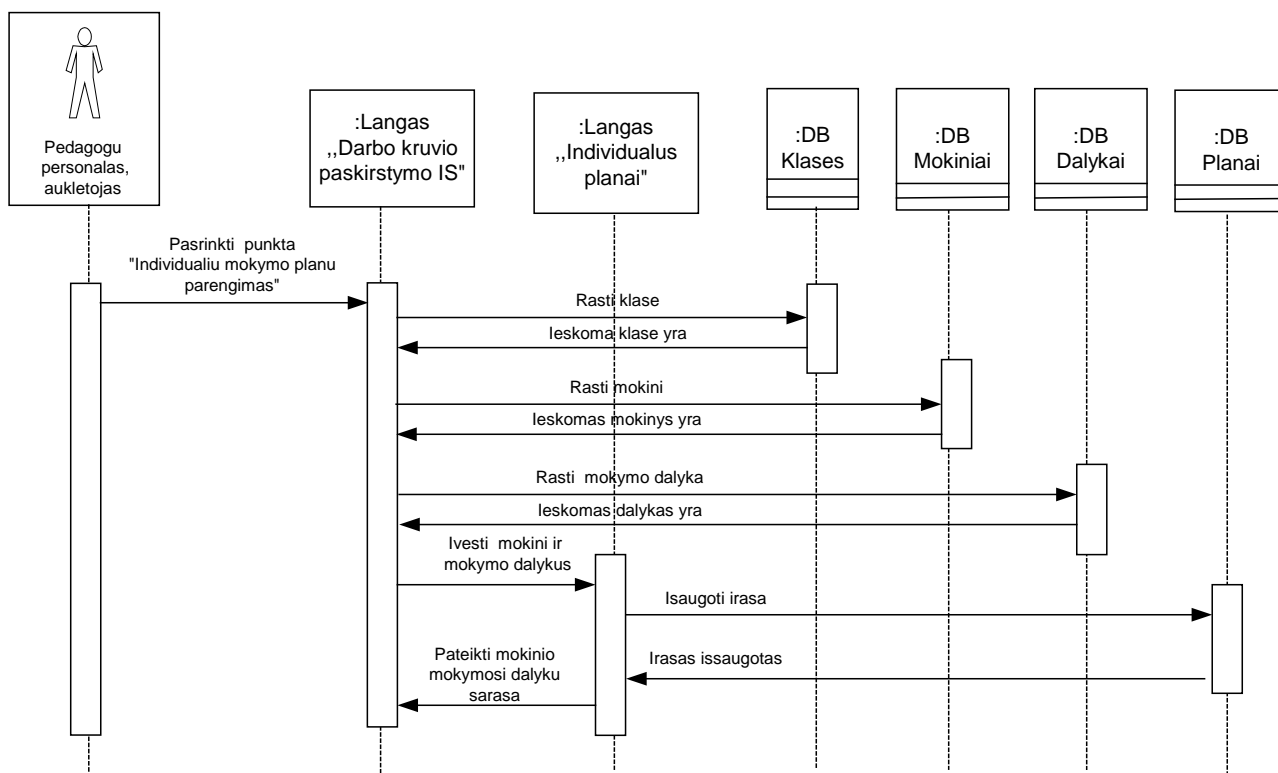 Pedagogu
personalas,
aukletojas
:Langas
,,Darbo kruvio
paskirstymo IS"
:Langas
,,Individualus
planai"
:DB
Klases
:DB
Mokiniai
:DB
Dalykai
:DB
Planai
Pasrinkti punkta
"Individualiu mokymo planu
parengimas"
Rasti klase
Ieskoma klase yra
Rasti mokini
Ieskomas mokinys yra
Rasti mokymo dalyka
Ieskomas dalykas yra
Ivesti mokini ir
mokymo dalykus
Isaugoti irasa
Pateikti mokinio
mokymosi dalyku
sarasa
Irasas issaugotas